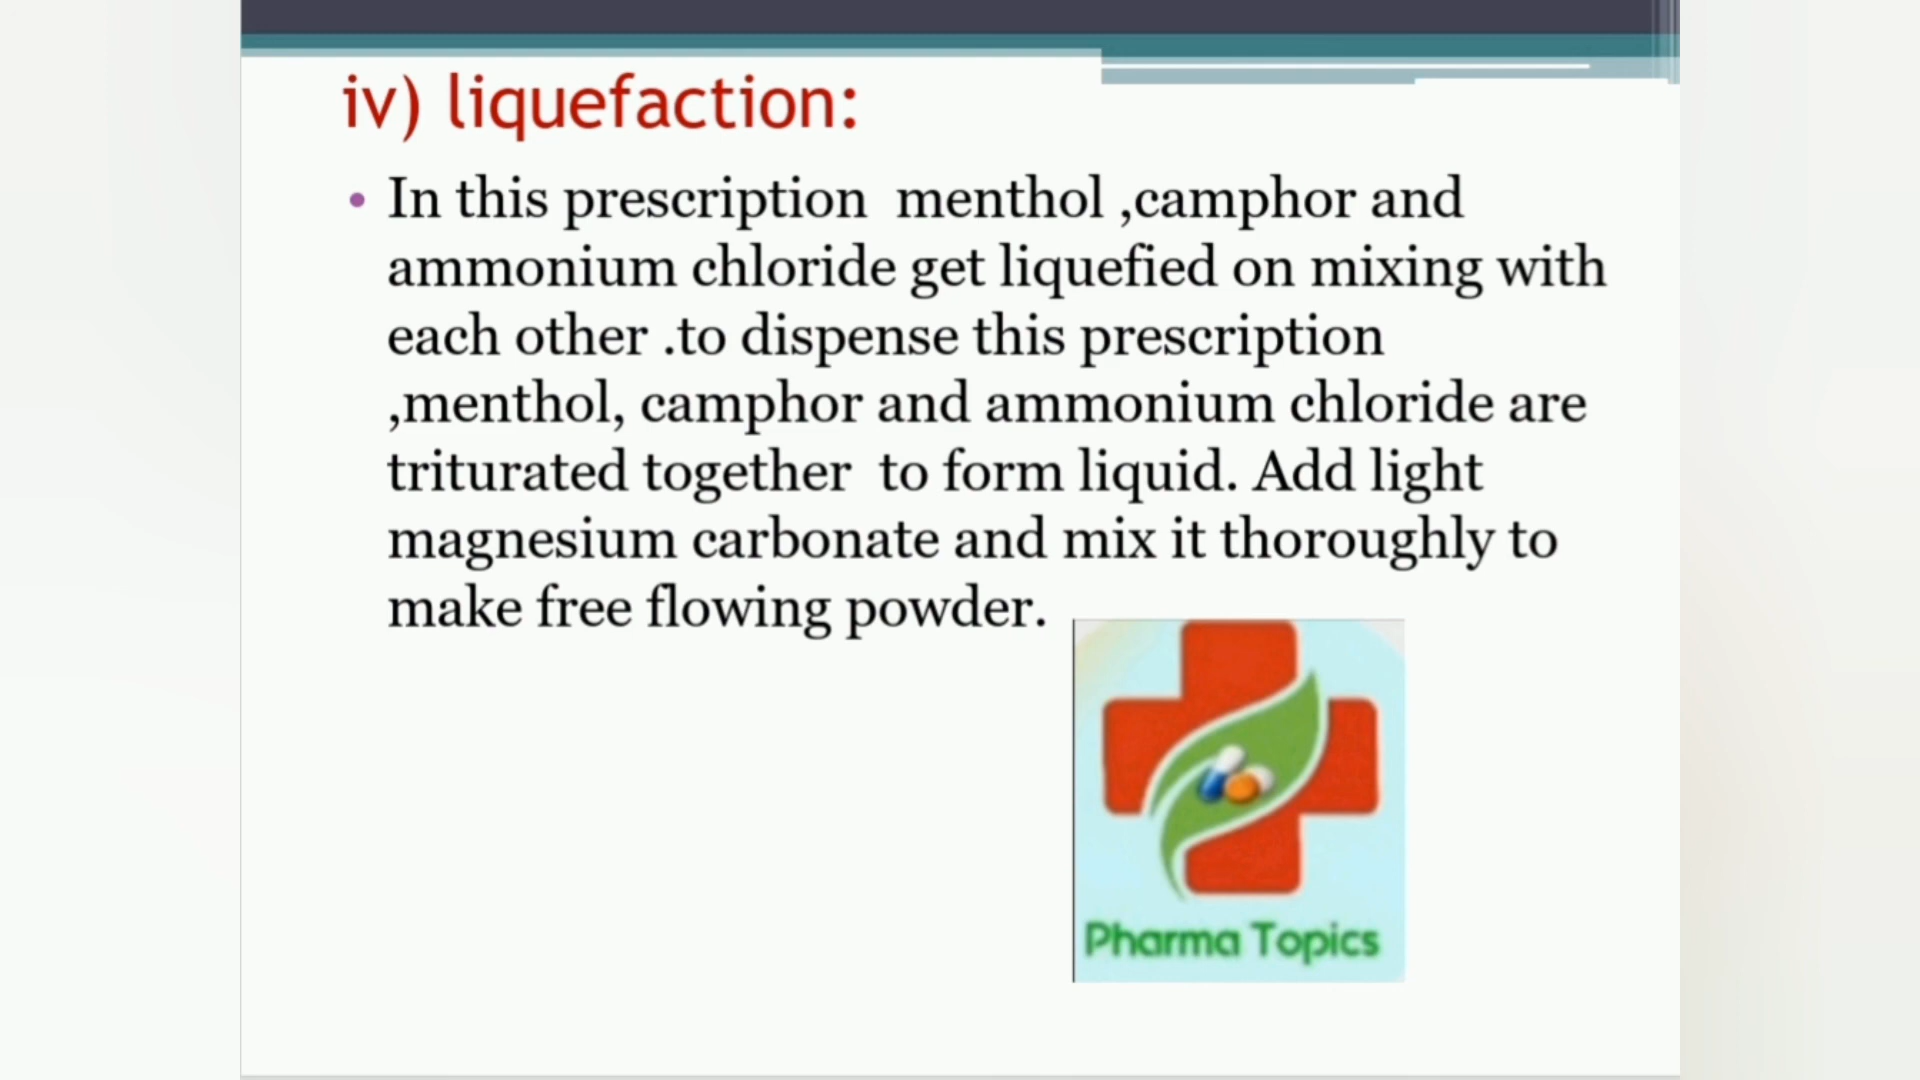 iv) liquefaction:
• In this prescription menthol ,camphor and
ammonium chloride get liquefied on mixing with
each other .to dispense this prescription
,menthol, camphor and ammonium chloride are
triturated together to form liquid. Add light
magnesium carbonate and mix it thoroughly to
make free flowing powder.
Pharma Topics